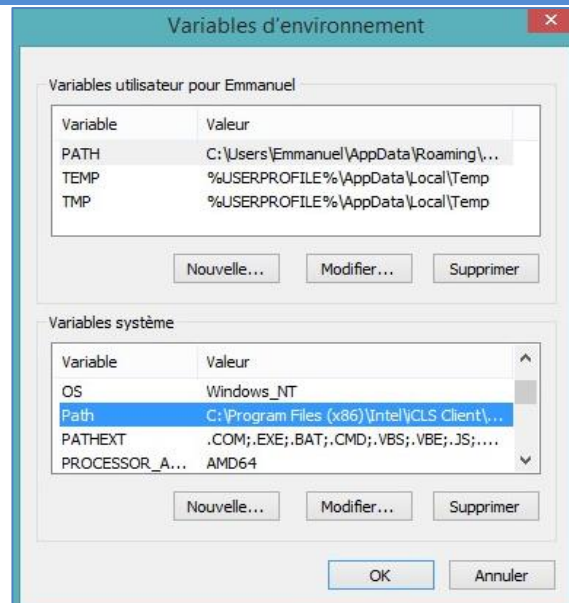 Variables d'environnement
Variables utilisateur pour Emmanuel
Variable Valeur
PATH C:\Users\Emmanuel\AppData\Roaming\...
TEMP %USERPROFILE%\AppData\Local\Temp
TMP %USERPROFILE%\AppData\Local\Temp
Nouvelle... Modifier... Supprimer
Variables système
Variable Valeur
OS Windows_NT
Path C:\Program Files (x86)\Intel\iCLS Client\...
PATHEXT .COM;.EXE;.BAT;.CMD;.VBS;.VBE;.JS;....
PROCESSOR_A... AMD64
Nouvelle... Modifier... Supprimer
OK Annuler